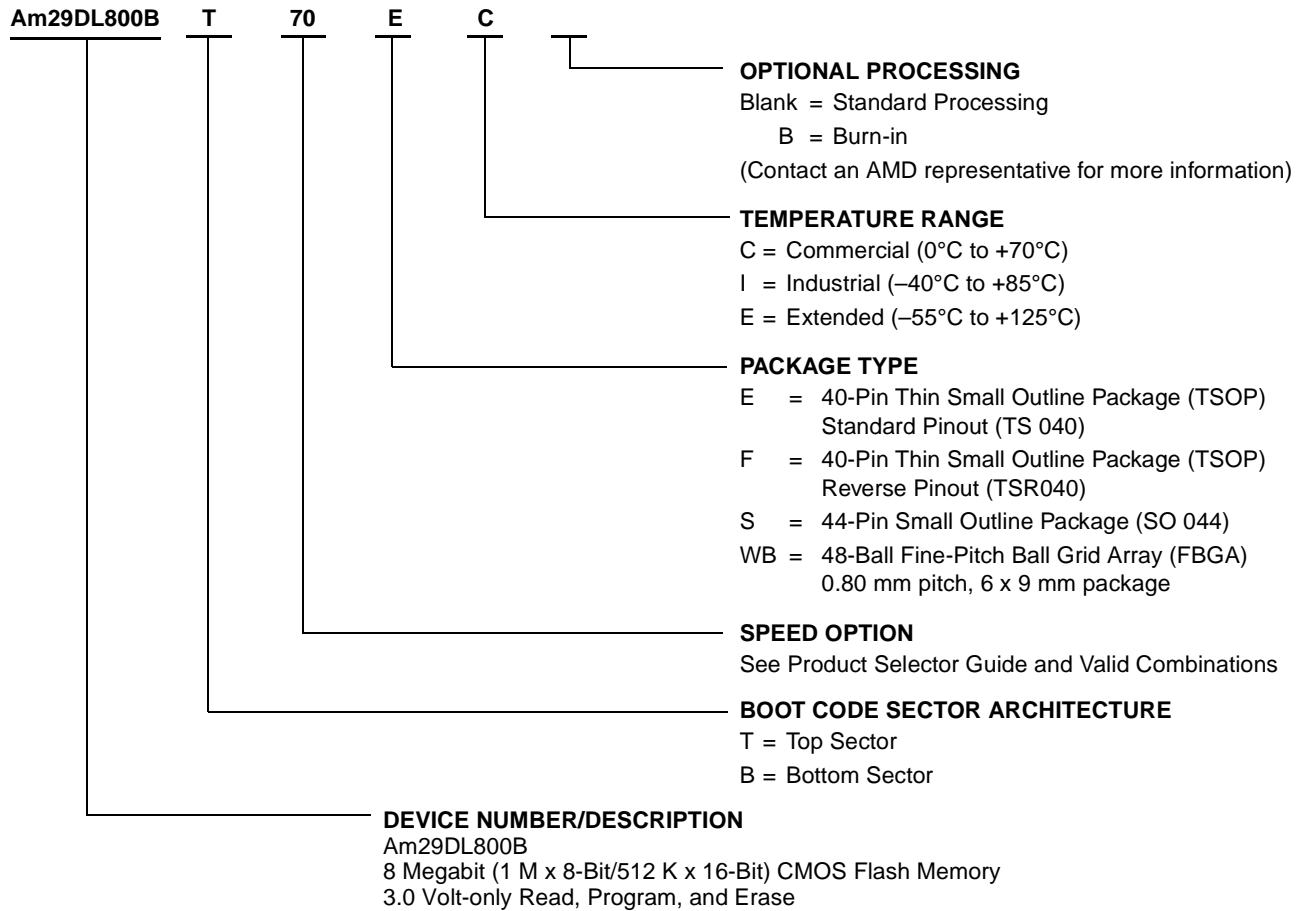 Am29DL800B T 70 E C
OPTIONAL PROCESSING
Blank = Standard Processing
B = Burn-in
(Contact an AMD representative for more information)
TEMPERATURE RANGE
C = Commercial (0°C to +70°C)
I = Industrial (–40°C to +85°C)
E = Extended (–55°C to +125°C)
PACKAGE TYPE
E = 40-Pin Thin Small Outline Package (TSOP)
Standard Pinout (TS 040)
F = 40-Pin Thin Small Outline Package (TSOP)
Reverse Pinout (TSR040)
S = 44-Pin Small Outline Package (SO 044)
WB = 48-Ball Fine-Pitch Ball Grid Array (FBGA)
0.80 mm pitch, 6 x 9 mm package
SPEED OPTION
See Product Selector Guide and Valid Combinations
BOOT CODE SECTOR ARCHITECTURE
T = Top Sector
B = Bottom Sector
DEVICE NUMBER/DESCRIPTION
Am29DL800B
8 Megabit (1 M x 8-Bit/512 K x 16-Bit) CMOS Flash Memory
3.0 Volt-only Read, Program, and Erase